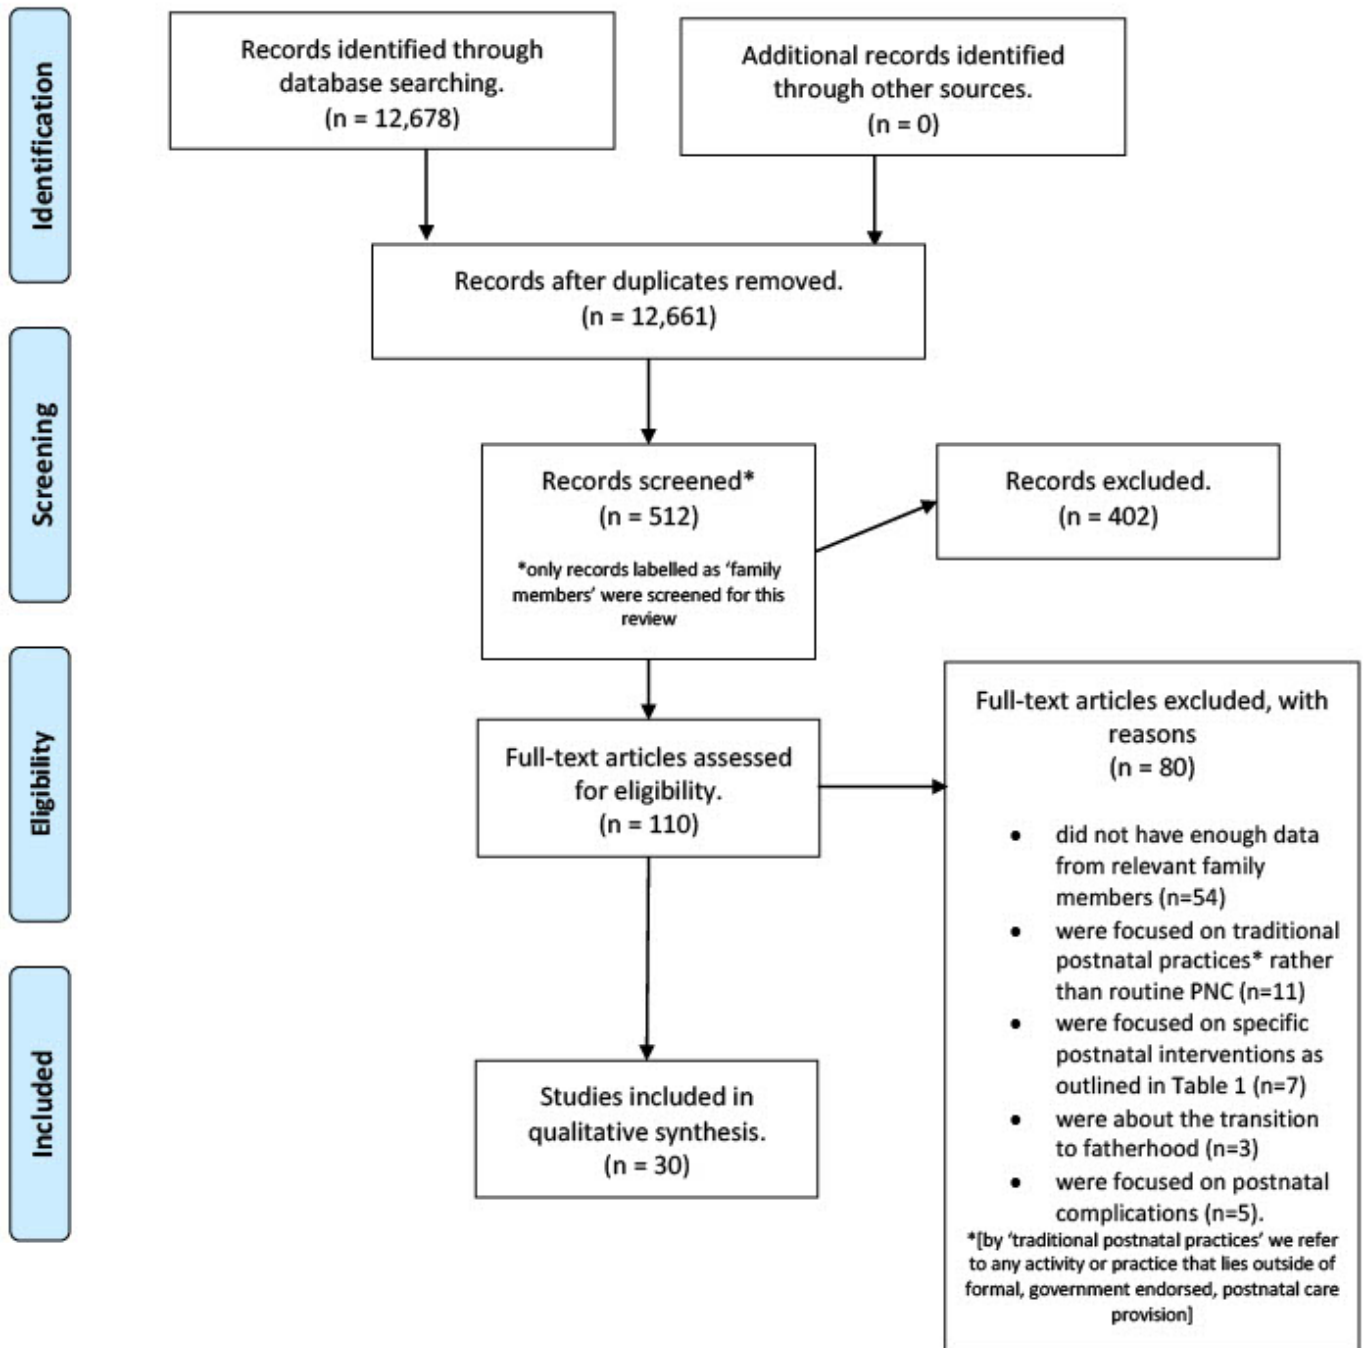 Identification
Records identified through
database searching.
(n = 12,678)
Additional records identified
through other sources.
(n = 0)
Records after duplicates removed.
(n = 12,661)
Screening
Records screened*
(n = 512)
*only records labelled as ‘family
members’ were screened for this
review
Records excluded.
(n = 402)
Eligibility
Full-text articles assessed
for eligibility.
(n = 110)
Full-text articles excluded, with
reasons
(n = 80)
• did not have enough data
from relevant family
members (n=54)
• were focused on traditional
postnatal practices* rather
than routine PNC (n=11)
• were focused on specific
postnatal interventions as
outlined in Table 1 (n=7)
• were about the transition
to fatherhood (n=3)
• were focused on postnatal
complications (n=5).
*[by ‘traditional postnatal practices’ we refer
to any activity or practice that lies outside of
formal, government endorsed, postnatal care
provision]
Included
Studies included in
qualitative synthesis.
(n = 30)